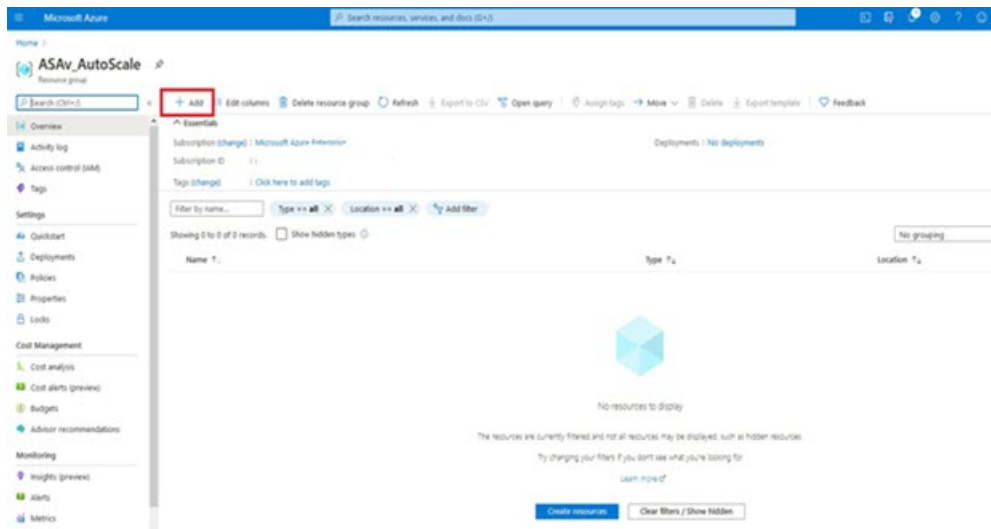 Microsoft Azure
Search resources, services, and docs (G+/)
Home >
ASAv_AutoScale
Resource group
Search (Ctrl+/)
«
+ Add
Edit columns
Delete resource group
Refresh
Export to CSV
Open query
Assign tags
Move
Delete
Export template
Feedback
Essentials
Subscription (change) : Microsoft Azure Enterprise
Deployments : No deployments
Subscription ID :
Tags (change) : Click here to add tags
Filter by name...
Type == all
Location == all
Add filter
Showing 0 to 0 of 0 records.
Show hidden types
No grouping
Name
Type
Location
Overview
Activity log
Access control (IAM)
Tags
Settings
Quickstart
Deployments
Policies
Properties
Locks
Cost Management
Cost analysis
Cost alerts (preview)
Budgets
Advisor recommendations
Monitoring
Insights (preview)
Alerts
Metrics
No resources to display
The resources are currently filtered and not all resources may be displayed, such as hidden resources
Try changing your filters if you don't see what you're looking for.
Learn more
Create resources
Clear filters / Show hidden